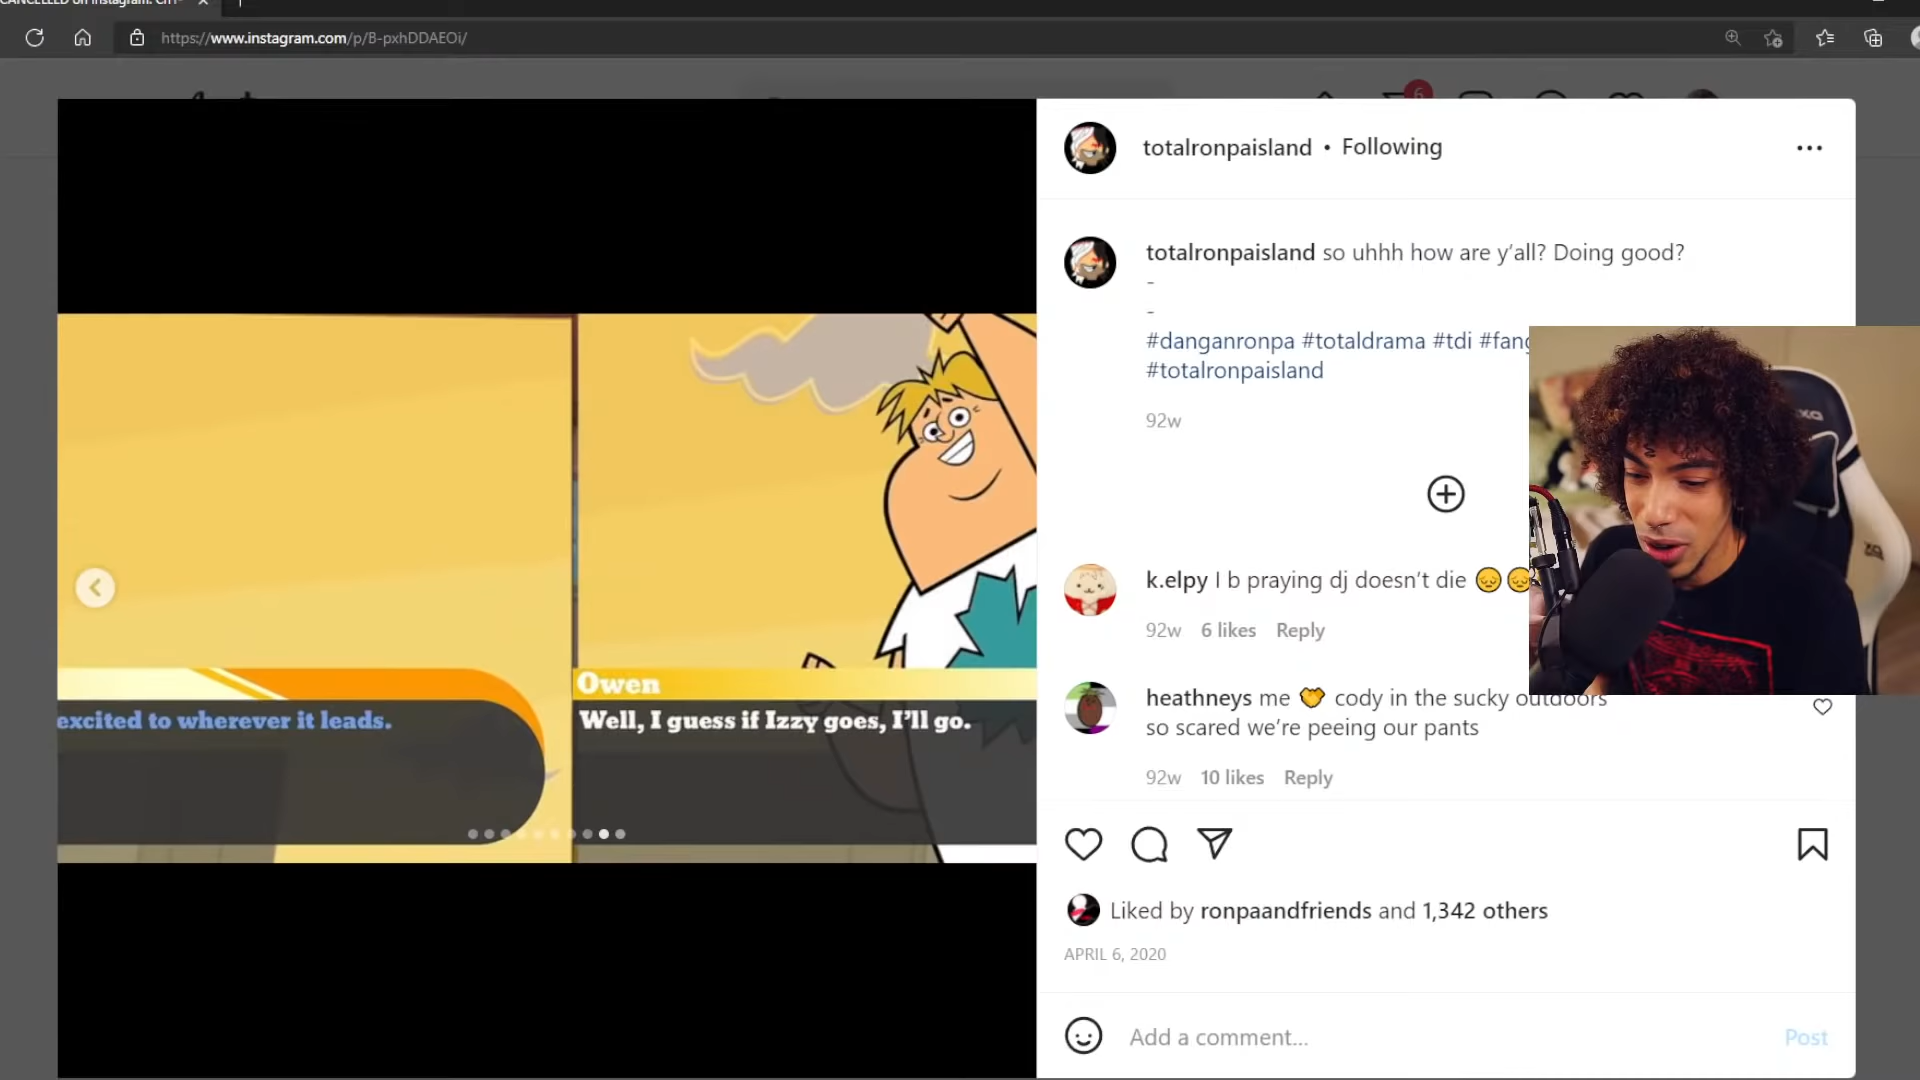 https://www.instagram.com/p/B-pxhDDAEOi/
6
totalronpaisland • Following
totalronpaisland so uhhh how are y'all? Doing good?
-
-
#danganronpa #totaldrama #tdi
#totalronpaisland
92w
k.elpy I b praying dj doesn't die 😔😔
92w 6 likes Reply
heathneys me 🤝 cody in the sucky outdoors
so scared we're peeing our pants
92w 10 likes Reply
Owen
excited to wherever it leads.
Well, I guess if Izzy goes, I'll go.
Liked by ronpaandfriends and 1,342 others
APRIL 6, 2020
Add a comment...
Post